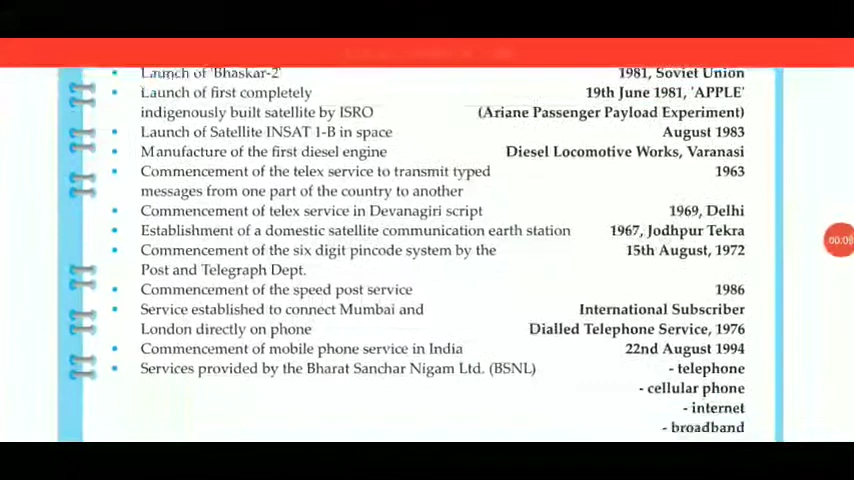 Launch of 'Bhaskar-2' 1981, Soviet Union
Launch of first completely 19th June 1981, 'APPLE'
indigenously built satellite by ISRO (Ariane Passenger Payload Experiment)
Launch of Satellite INSAT 1-B in space August 1983
Manufacture of the first diesel engine Diesel Locomotive Works, Varanasi
Commencement of the telex service to transmit typed 1963
messages from one part of the country to another
Commencement of telex service in Devanagiri script 1969, Delhi
Establishment of a domestic satellite communication earth station 1967, Jodhpur Tekra
Commencement of the six digit pincode system by the 15th August, 1972
Post and Telegraph Dept.
Commencement of the speed post service 1986
Service established to connect Mumbai and International Subscriber
London directly on phone Dialled Telephone Service, 1976
Commencement of mobile phone service in India 22nd August 1994
Services provided by the Bharat Sanchar Nigam Ltd. (BSNL) - telephone
- cellular phone
- internet
- broadband